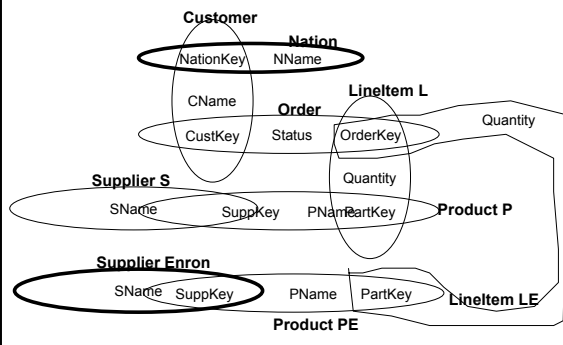 Customer
Nation
NationKey NName
LineItem L
CName
Order
Quantity
CustKey Status OrderKey
Quantity
Supplier S
SName SuppKey PName PartKey Product P
Supplier Enron
SName SuppKey PName PartKey
LineItem LE
Product PE